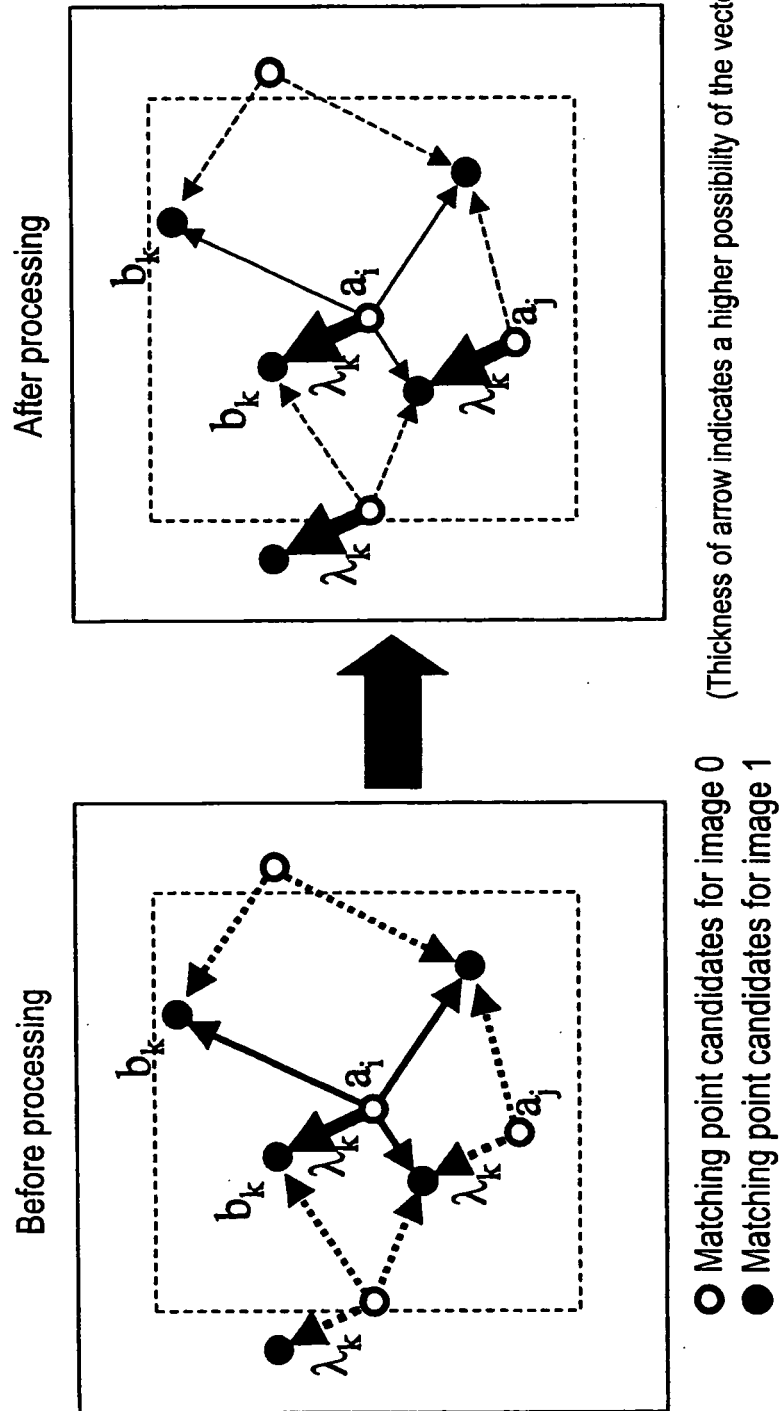 Before processing
b_k
b_k
λ_k
a_i
λ_k
λ_k
a_j
After processing
b_k
b_k
λ_k
a_i
λ_k
λ_k
a_j
Matching point candidates for image 0
Matching point candidates for image 1
(Thickness of arrow indicates a higher possibility of the